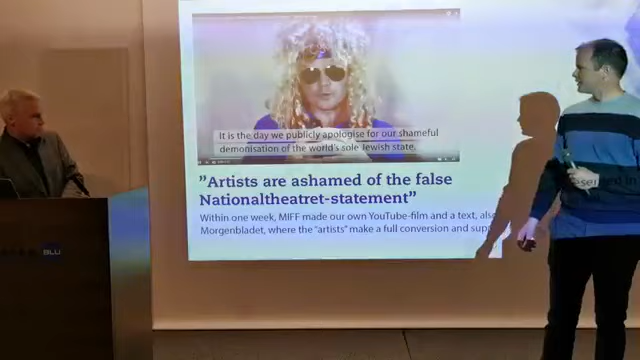 It is the day we publicly apologise for our shameful
demonisation of the world's sole Jewish state.
”Artists are ashamed of the false
Nationaltheatret-statement”
Within one week, MIFF made our own YouTube-film and a text, also
Morgenbladet, where the “artists” make a full conversion and supp
BLU